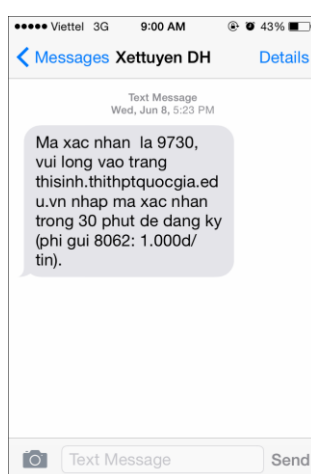 Viettel 3G 9:00 AM 43%
Messages Xettuyen DH Details
Text Message
Wed, Jun 8, 5:23 PM
Ma xac nhan la 9730,
vui long vao trang
thisinh.thithptquocgia.ed
u.vn nhap ma xac nhan
trong 30 phut de dang ky
(phi gui 8062: 1.000d/
tin).
Text Message Send